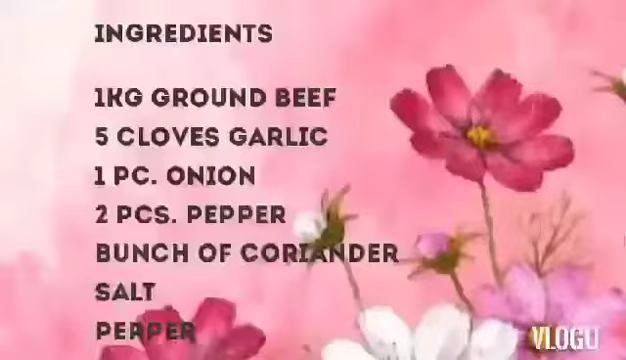 INGREDIENTS
1KG GROUND BEEF
5 CLOVES GARLIC
1 PC. ONION
2 PCS. PEPPER
BUNCH OF CORIANDER
SALT
PEPPER
VLOGU